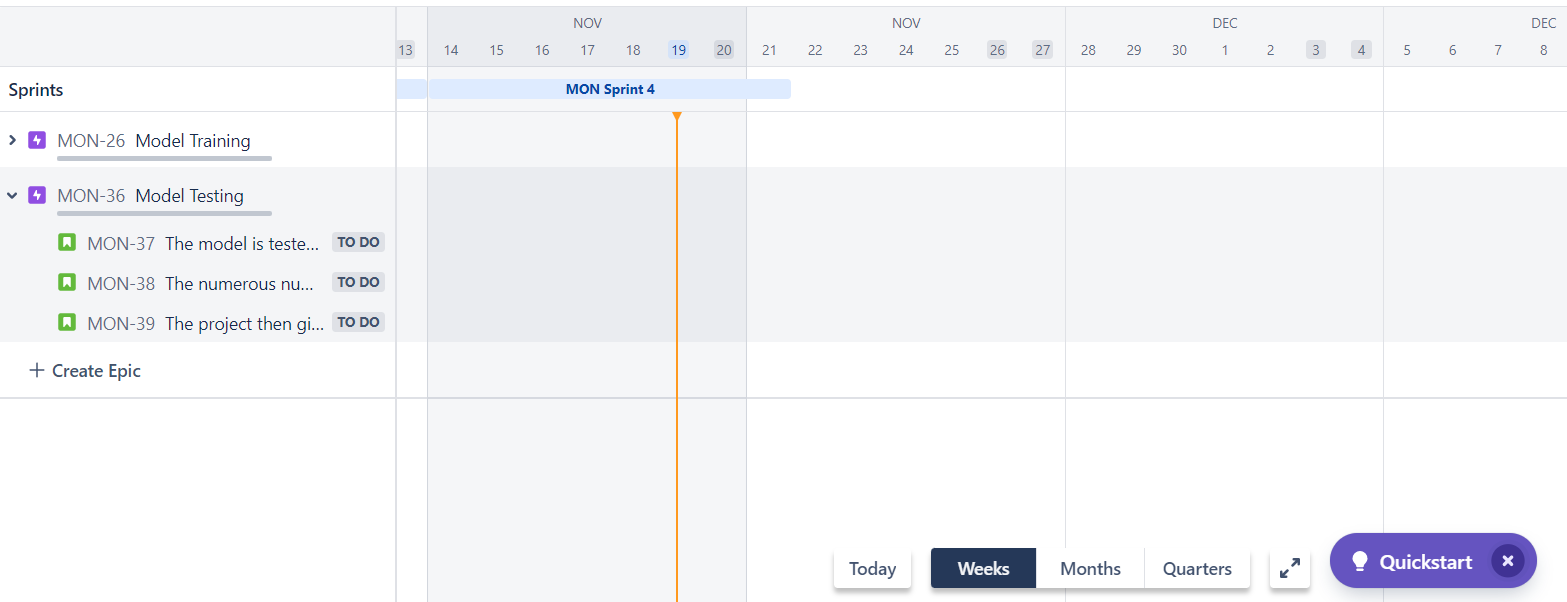 NOV NOV DEC DEC
13 14 15 16 17 18 19 20 21 22 23 24 25 26 27 28 29 30 1 2 3 4 5 6 7 8
Sprints MON Sprint 4
MON-26 Model Training
MON-36 Model Testing
MON-37 The model is teste... TO DO
MON-38 The numerous nu... TO DO
MON-39 The project then gi... TO DO
+ Create Epic
Today Weeks Months Quarters Quickstart